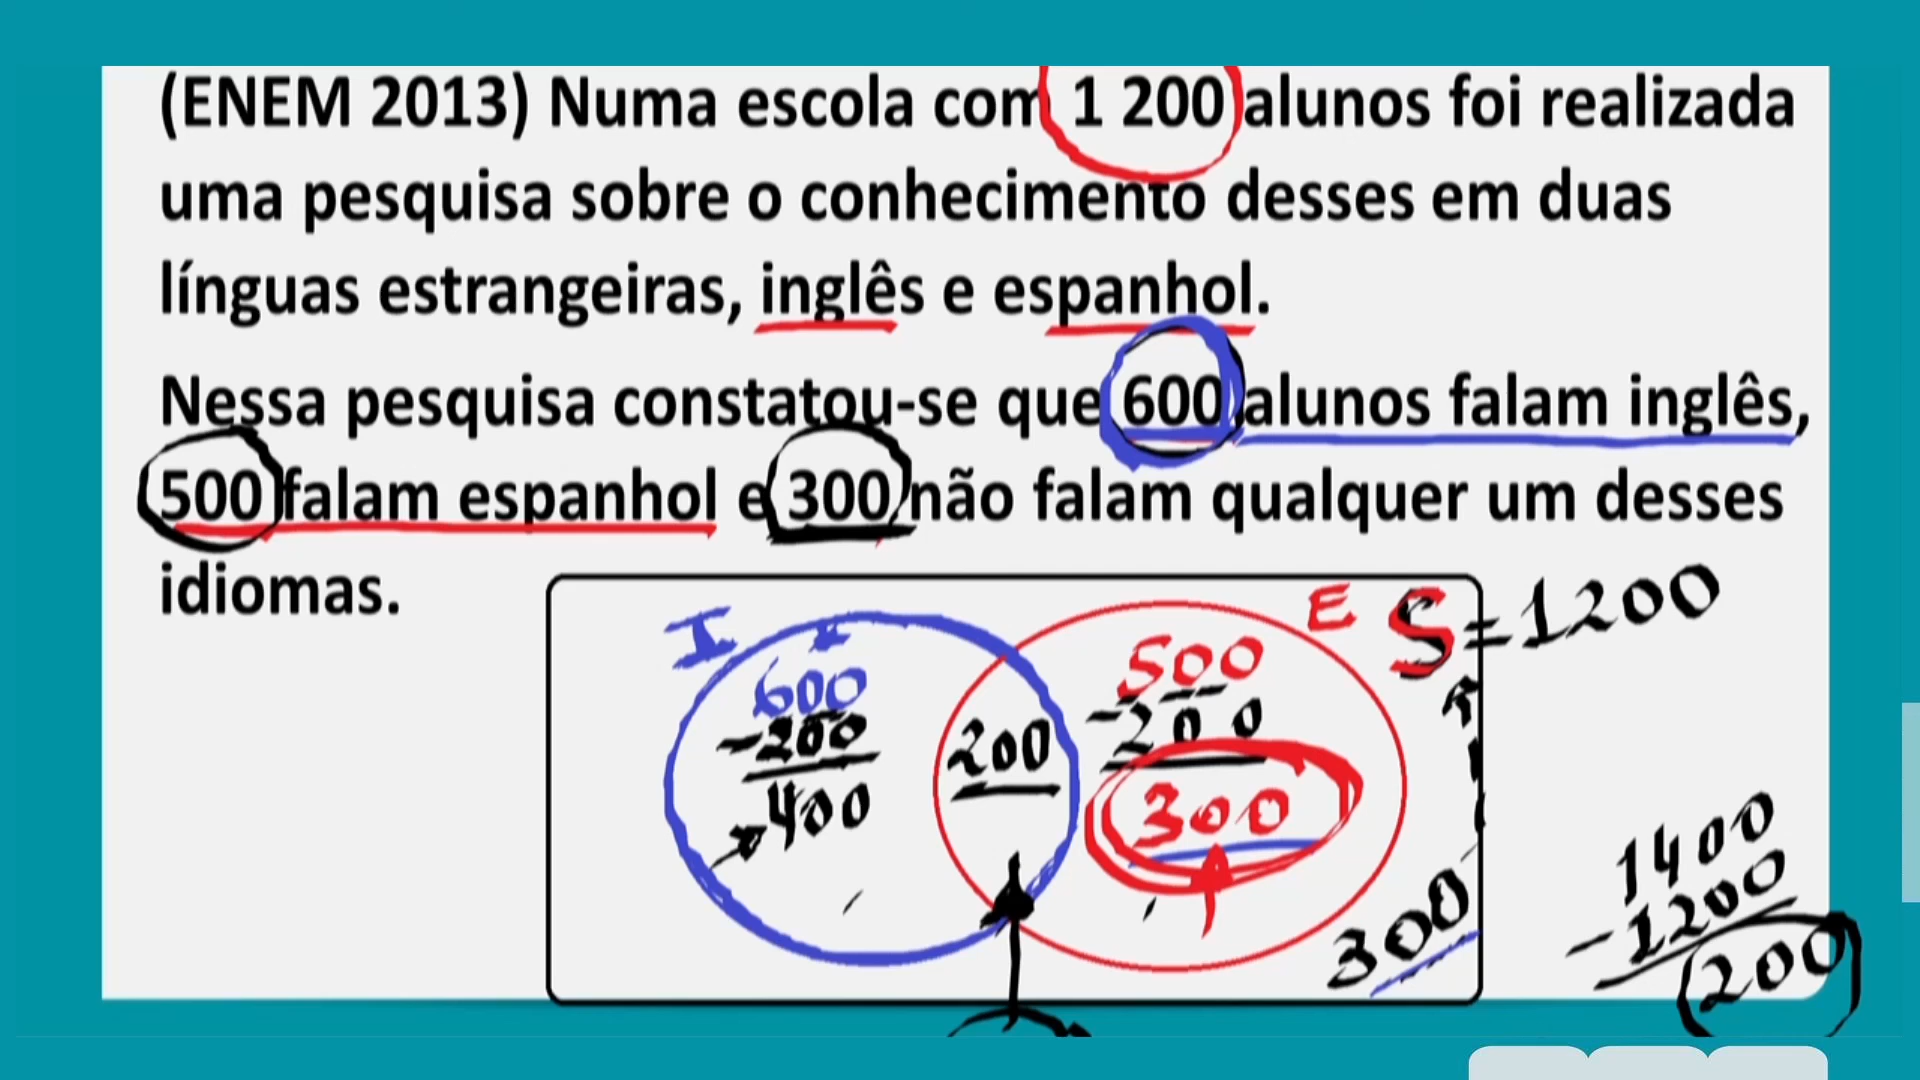 (ENEM 2013) Numa escola com 1 200 alunos foi realizada
uma pesquisa sobre o conhecimento desses em duas
línguas estrangeiras, inglês e espanhol.
Nessa pesquisa constatou-se que 600 alunos falam inglês,
500 falam espanhol e 300 não falam qualquer um desses
idiomas.
I
E
S = 1200
600
- 200
400
200
500
- 200
300
300
1400
- 1200
200